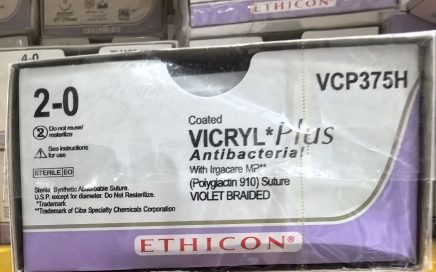 4-0
ETHICON
2-0
VCP375H
Do not reuse/
resterilize
See instructions
for use
STERILE EO
Sterile Synthetic Absorbable Suture.
U.S.P. except for diameter. Do Not Resterilize.
*Trademark
**Trademark of Ciba Specialty Chemicals Corporation
Coated
VICRYL* Plus
Antibacterial
With Irgacare MP**
(Polyglactin 910) Suture
VIOLET BRAIDED
ETHICON®